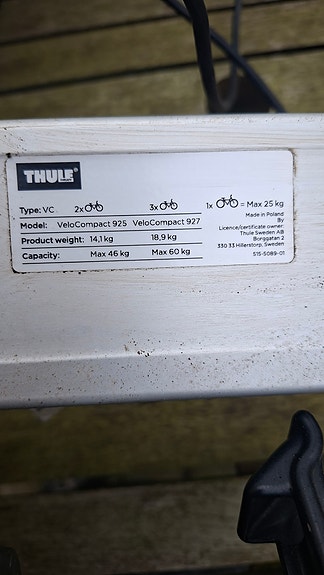 THULE
2x 3x 1x = Max 25 kg
Type: VC
Model: VeloCompact 925 VeloCompact 927
Product weight: 14,1 kg 18,9 kg
Capacity: Max 46 kg Max 60 kg
Made in Poland
By
Licence/certificate owner:
Thule Sweden AB
Borggatan 2
330 33 Hillerstorp, Sweden
515-5089-01